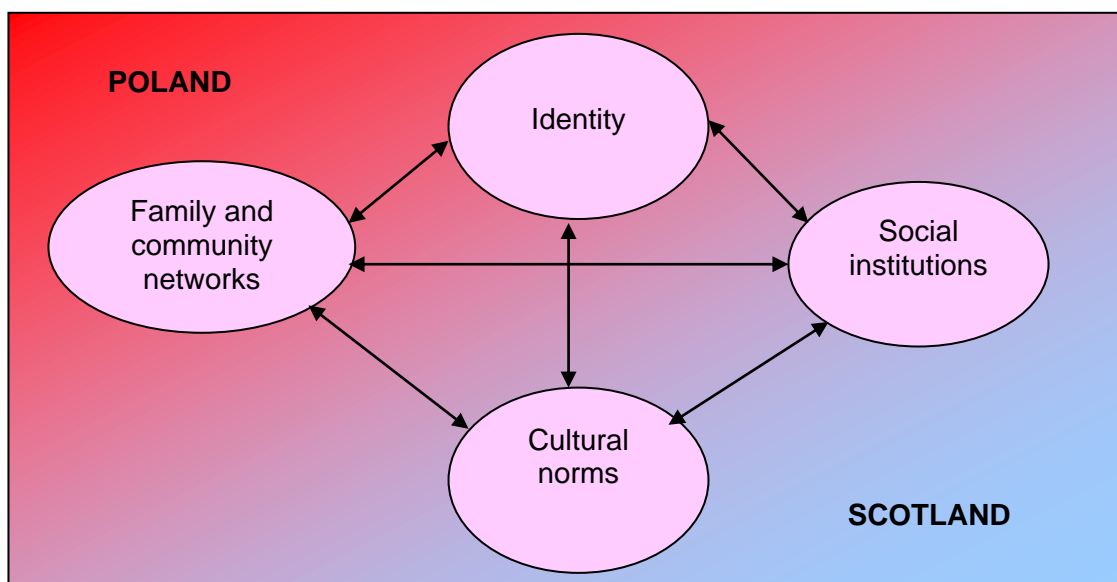 POLAND
Identity
Family and
community
networks
Social
institutions
Cultural
norms
SCOTLAND